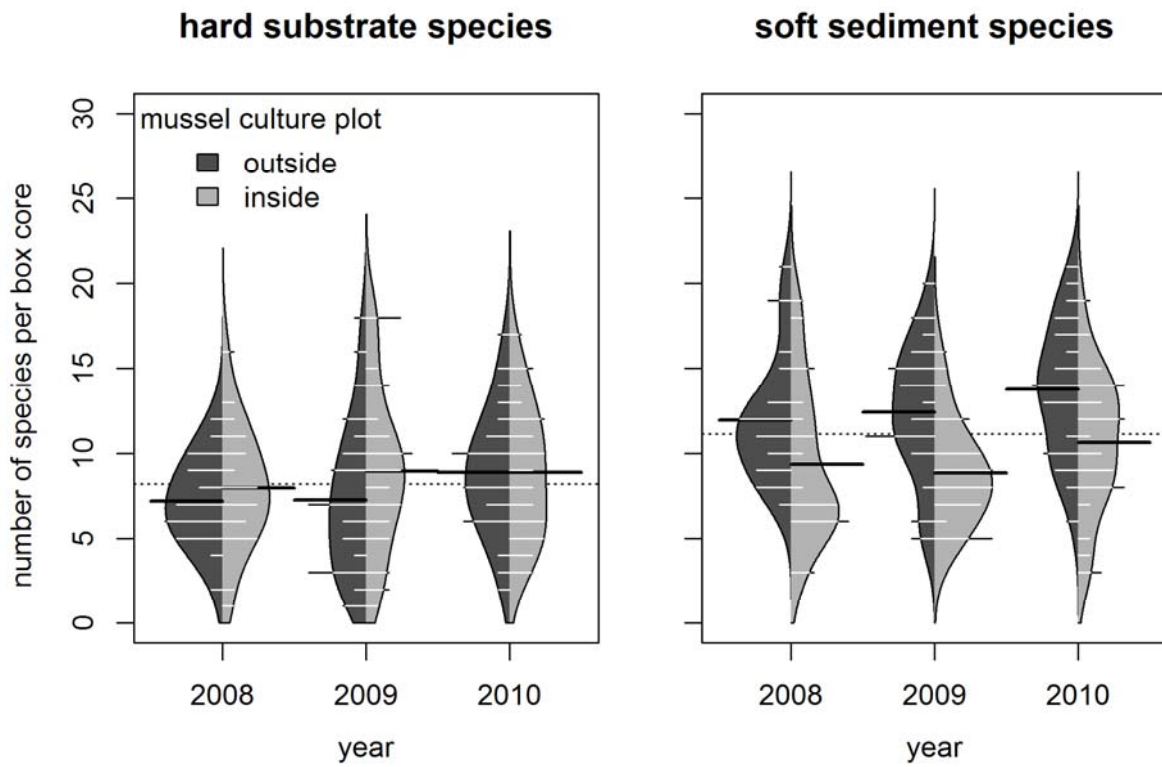 hard substrate species
soft sediment species
mussel culture plot
outside
inside
number of species per box core
30
25
20
15
10
5
0
2008 2009 2010
year
2008 2009 2010
year